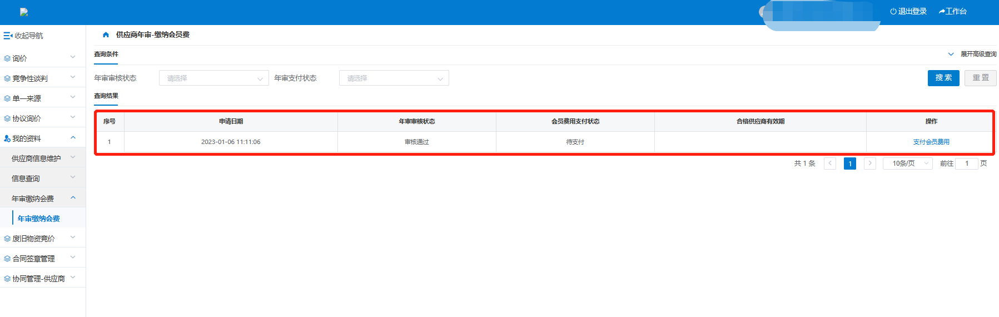 退出登录 工作台
收起导航
供应商年审-缴纳会员费
询价
竞争性谈判
单一来源
协议询价
我的资料
供应商信息维护
信息查询
年审缴纳会费
年审缴纳会费
废旧物资竞价
合同签章管理
协同管理-供应商
查询条件 展开高级查询
年审审核状态 请选择 年审支付状态 请选择 搜 索 重 置
查询结果
序号 申请日期 年审审核状态 会员费用支付状态 合格供应商有效期 操作
1 2023-01-06 11:11:06 审核通过 待支付 支付会员费用
共 1 条 1 10条/页 前往 1 页